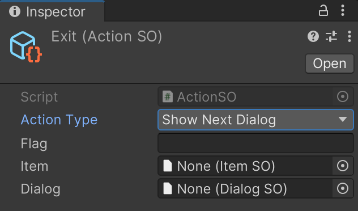 Inspector
Exit (Action SO)
Open
Script ActionSO
Action Type Show Next Dialog
Flag
Item None (Item SO)
Dialog None (Dialog SO)